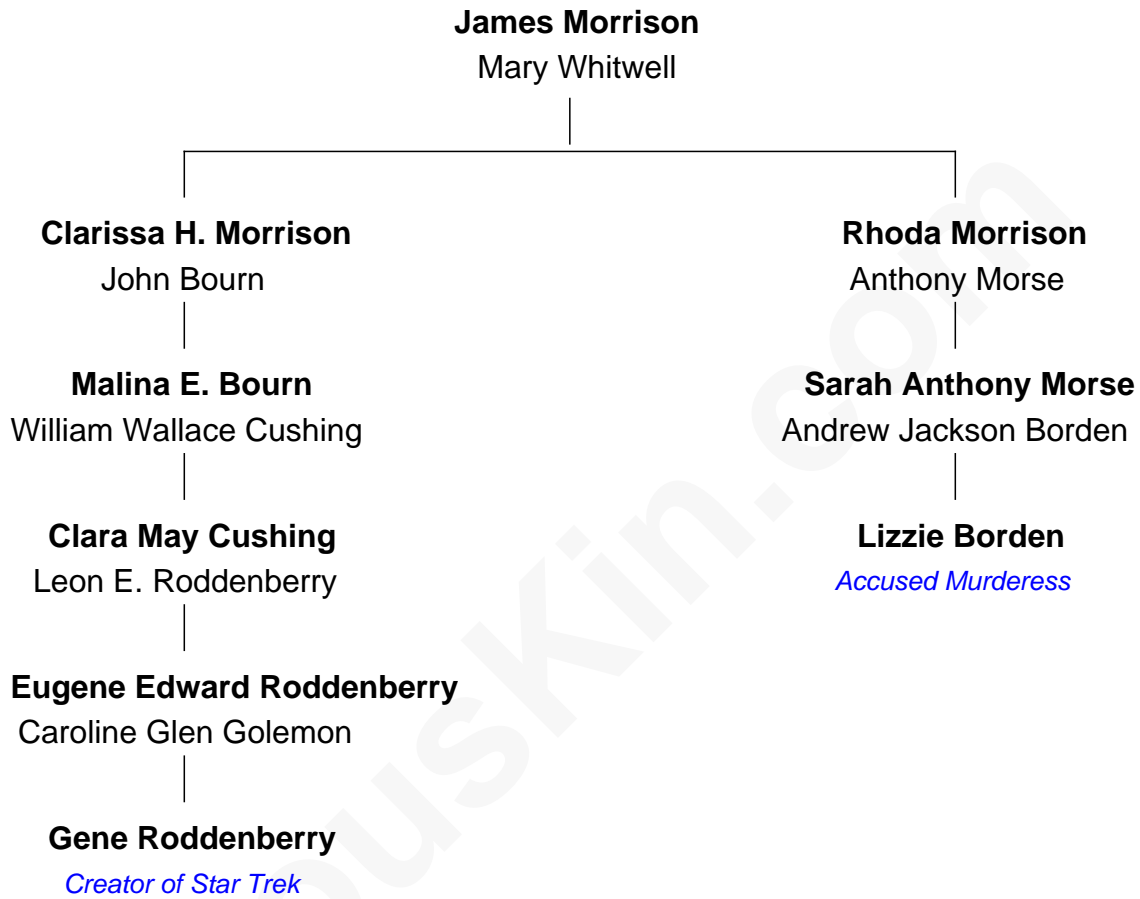 James Morrison
Mary Whitwell
Clarissa H. Morrison
John Bourn
Malina E. Bourn
William Wallace Cushing
Clara May Cushing
Leon E. Roddenberry
Eugene Edward Roddenberry
Caroline Glen Golemon
Gene Roddenberry
Creator of Star Trek
Rhoda Morrison
Anthony Morse
Sarah Anthony Morse
Andrew Jackson Borden
Lizzie Borden
Accused Murderess
ousKin.com